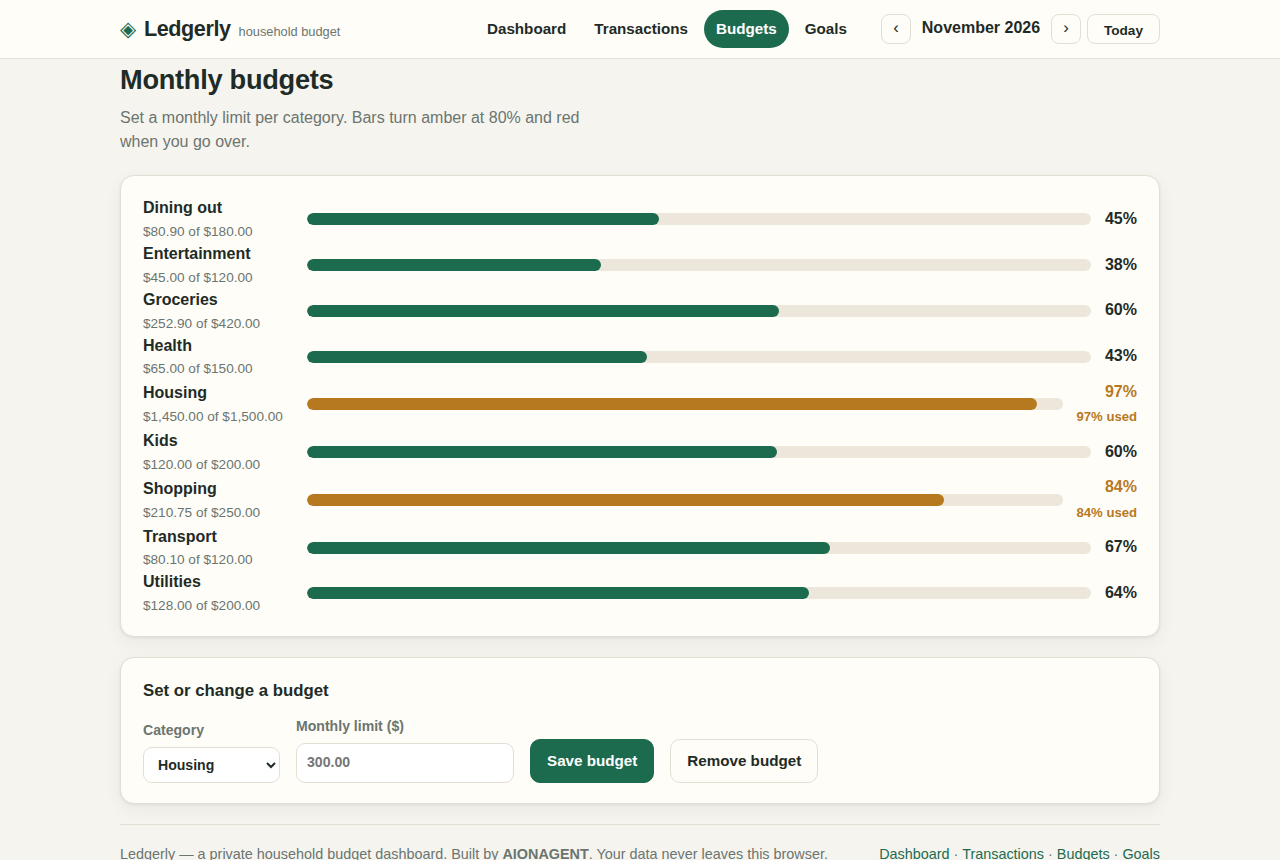 ◈ Ledgerly household budget Dashboard Transactions Budgets Goals ‹ November 2026 › Today
Monthly budgets
Set a monthly limit per category. Bars turn amber at 80% and red
when you go over.
Dining out
$80.90 of $180.00
45%
Entertainment
$45.00 of $120.00
38%
Groceries
$252.90 of $420.00
60%
Health
$65.00 of $150.00
43%
Housing
$1,450.00 of $1,500.00
97%
97% used
Kids
$120.00 of $200.00
60%
Shopping
$210.75 of $250.00
84%
84% used
Transport
$80.10 of $120.00
67%
Utilities
$128.00 of $200.00
64%
Set or change a budget
Category
Housing
Monthly limit ($)
300.00
Save budget
Remove budget
Ledgerly — a private household budget dashboard. Built by AIONAGENT. Your data never leaves this browser.
Dashboard · Transactions · Budgets · Goals